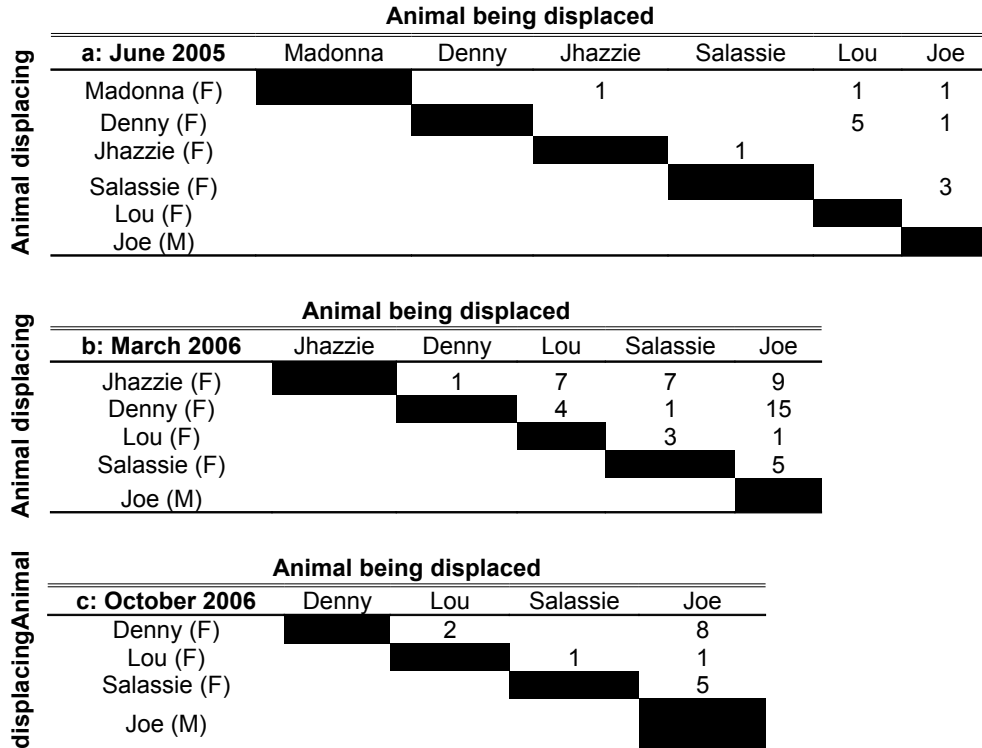 Animal being displaced
Animal displacing
a: June 2005 Madonna Denny Jhazzie Salassie Lou Joe
Madonna (F) 1 1 1
Denny (F) 5 1
Jhazzie (F) 1
Salassie (F) 3
Lou (F)
Joe (M)
Animal being displaced
Animal displacing
b: March 2006 Jhazzie Denny Lou Salassie Joe
Jhazzie (F) 1 7 7 9
Denny (F) 4 1 15
Lou (F) 3 1
Salassie (F) 5
Joe (M)
Animal being displaced
displacingAnimal
c: October 2006 Denny Lou Salassie Joe
Denny (F) 2 8
Lou (F) 1 1
Salassie (F) 5
Joe (M)